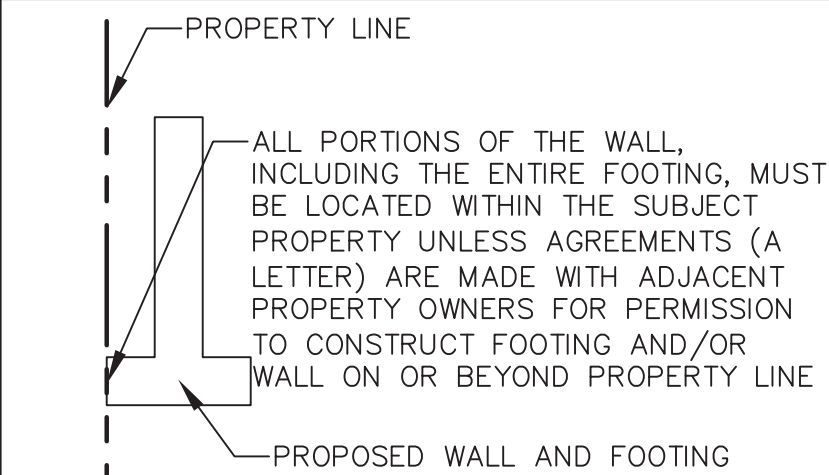 PROPERTY LINE
ALL PORTIONS OF THE WALL,
INCLUDING THE ENTIRE FOOTING, MUST
BE LOCATED WITHIN THE SUBJECT
PROPERTY UNLESS AGREEMENTS (A
LETTER) ARE MADE WITH ADJACENT
PROPERTY OWNERS FOR PERMISSION
TO CONSTRUCT FOOTING AND/OR
WALL ON OR BEYOND PROPERTY LINE
PROPOSED WALL AND FOOTING